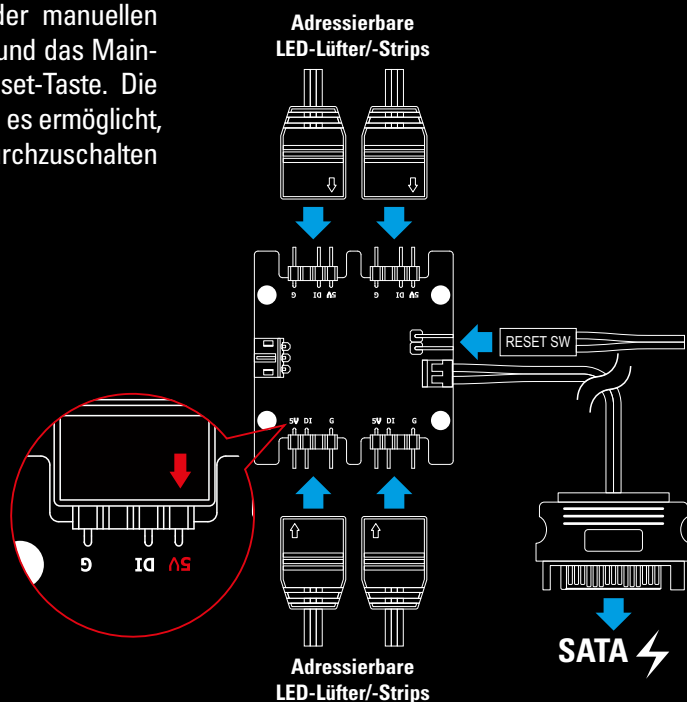 der manuellen
und das Main-
set-Taste. Die
es ermöglicht,
urchzuschalten
Adressierbare
LED-Lüfter/-Strips
G DI 5V
G DI 5V
RESET SW
5V DI G
5V DI G
G DI 5V
SATA
Adressierbare
LED-Lüfter/-Strips